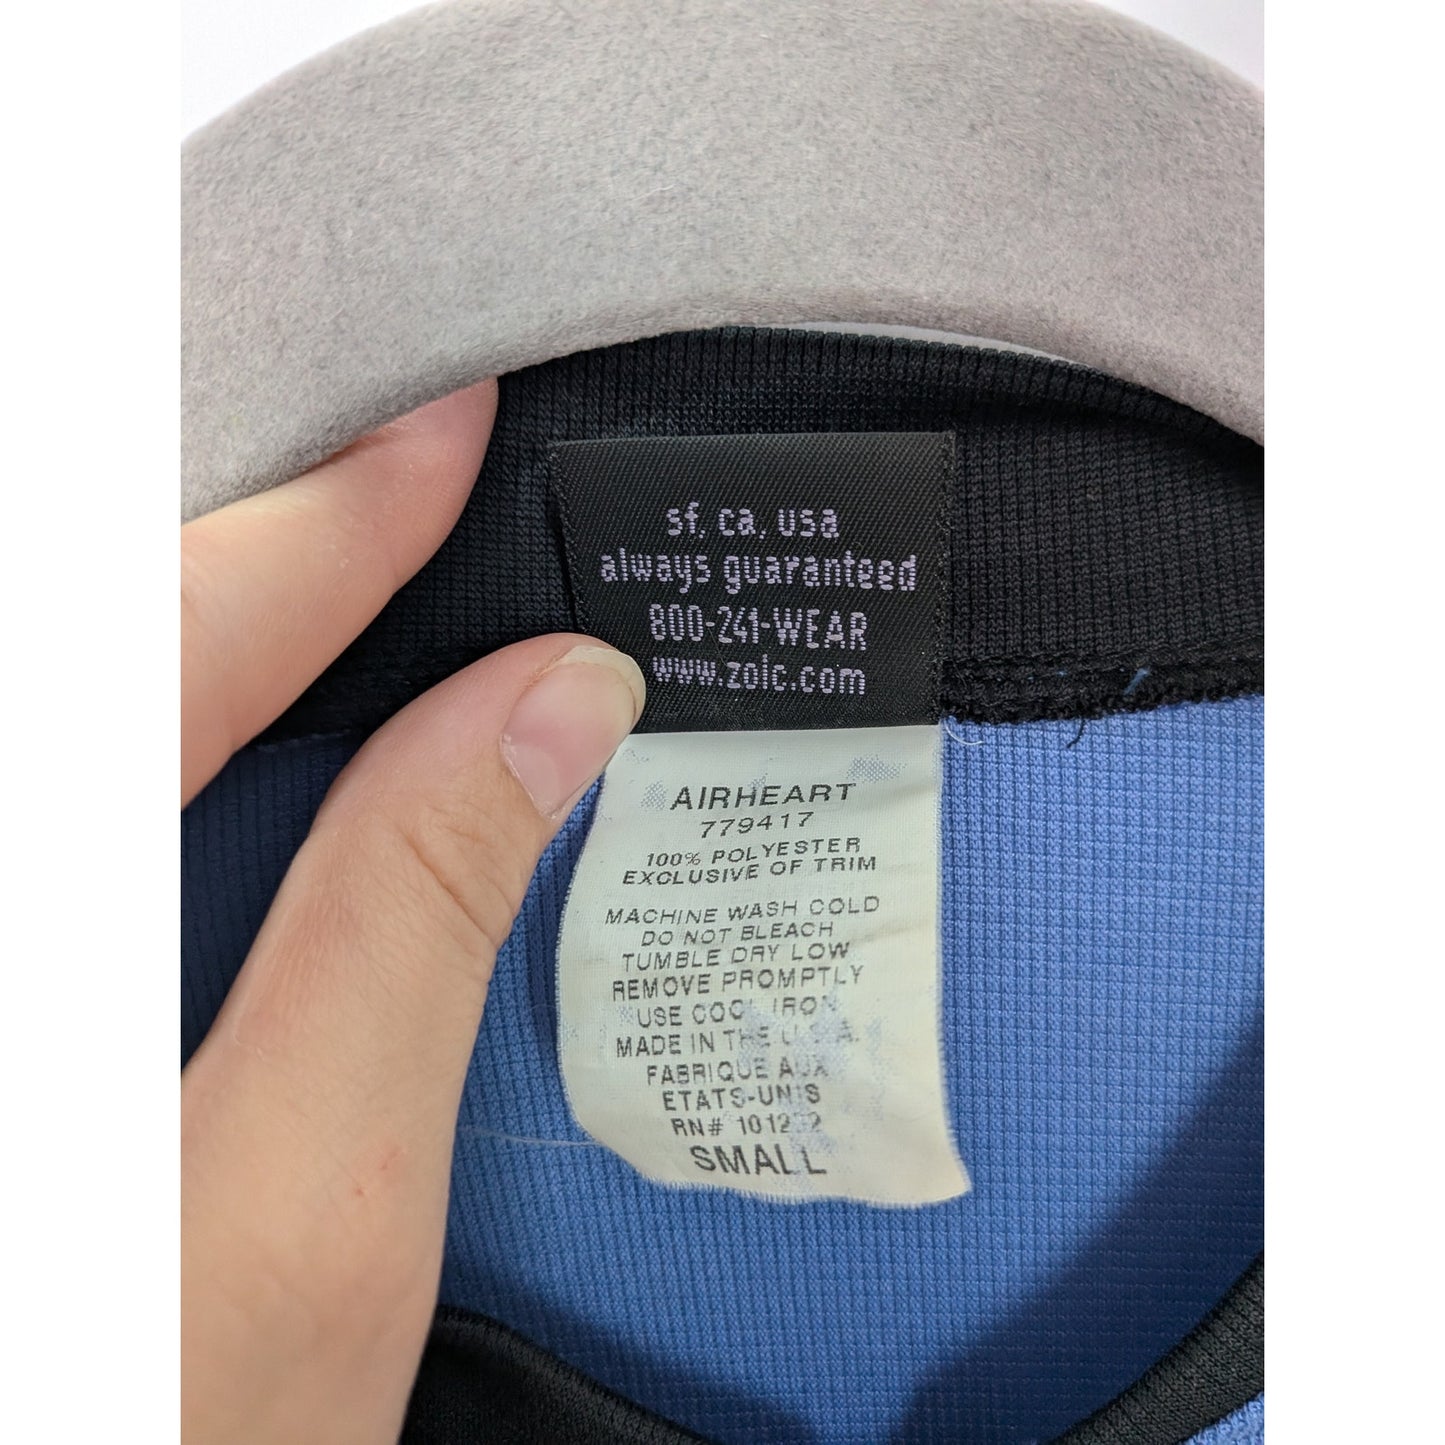 sf, ca, usa
always guaranteed
800-241-WEAR
www.zoic.com
AIRHEART
779417
100% POLYESTER
EXCLUSIVE OF TRIM
MACHINE WASH COLD
DO NOT BLEACH
TUMBLE DRY LOW
REMOVE PROMPTLY
USE COOL IRON
MADE IN THE U.S.A.
FABRIQUE AUX
ETATS-UNIS
RN#
SMALL